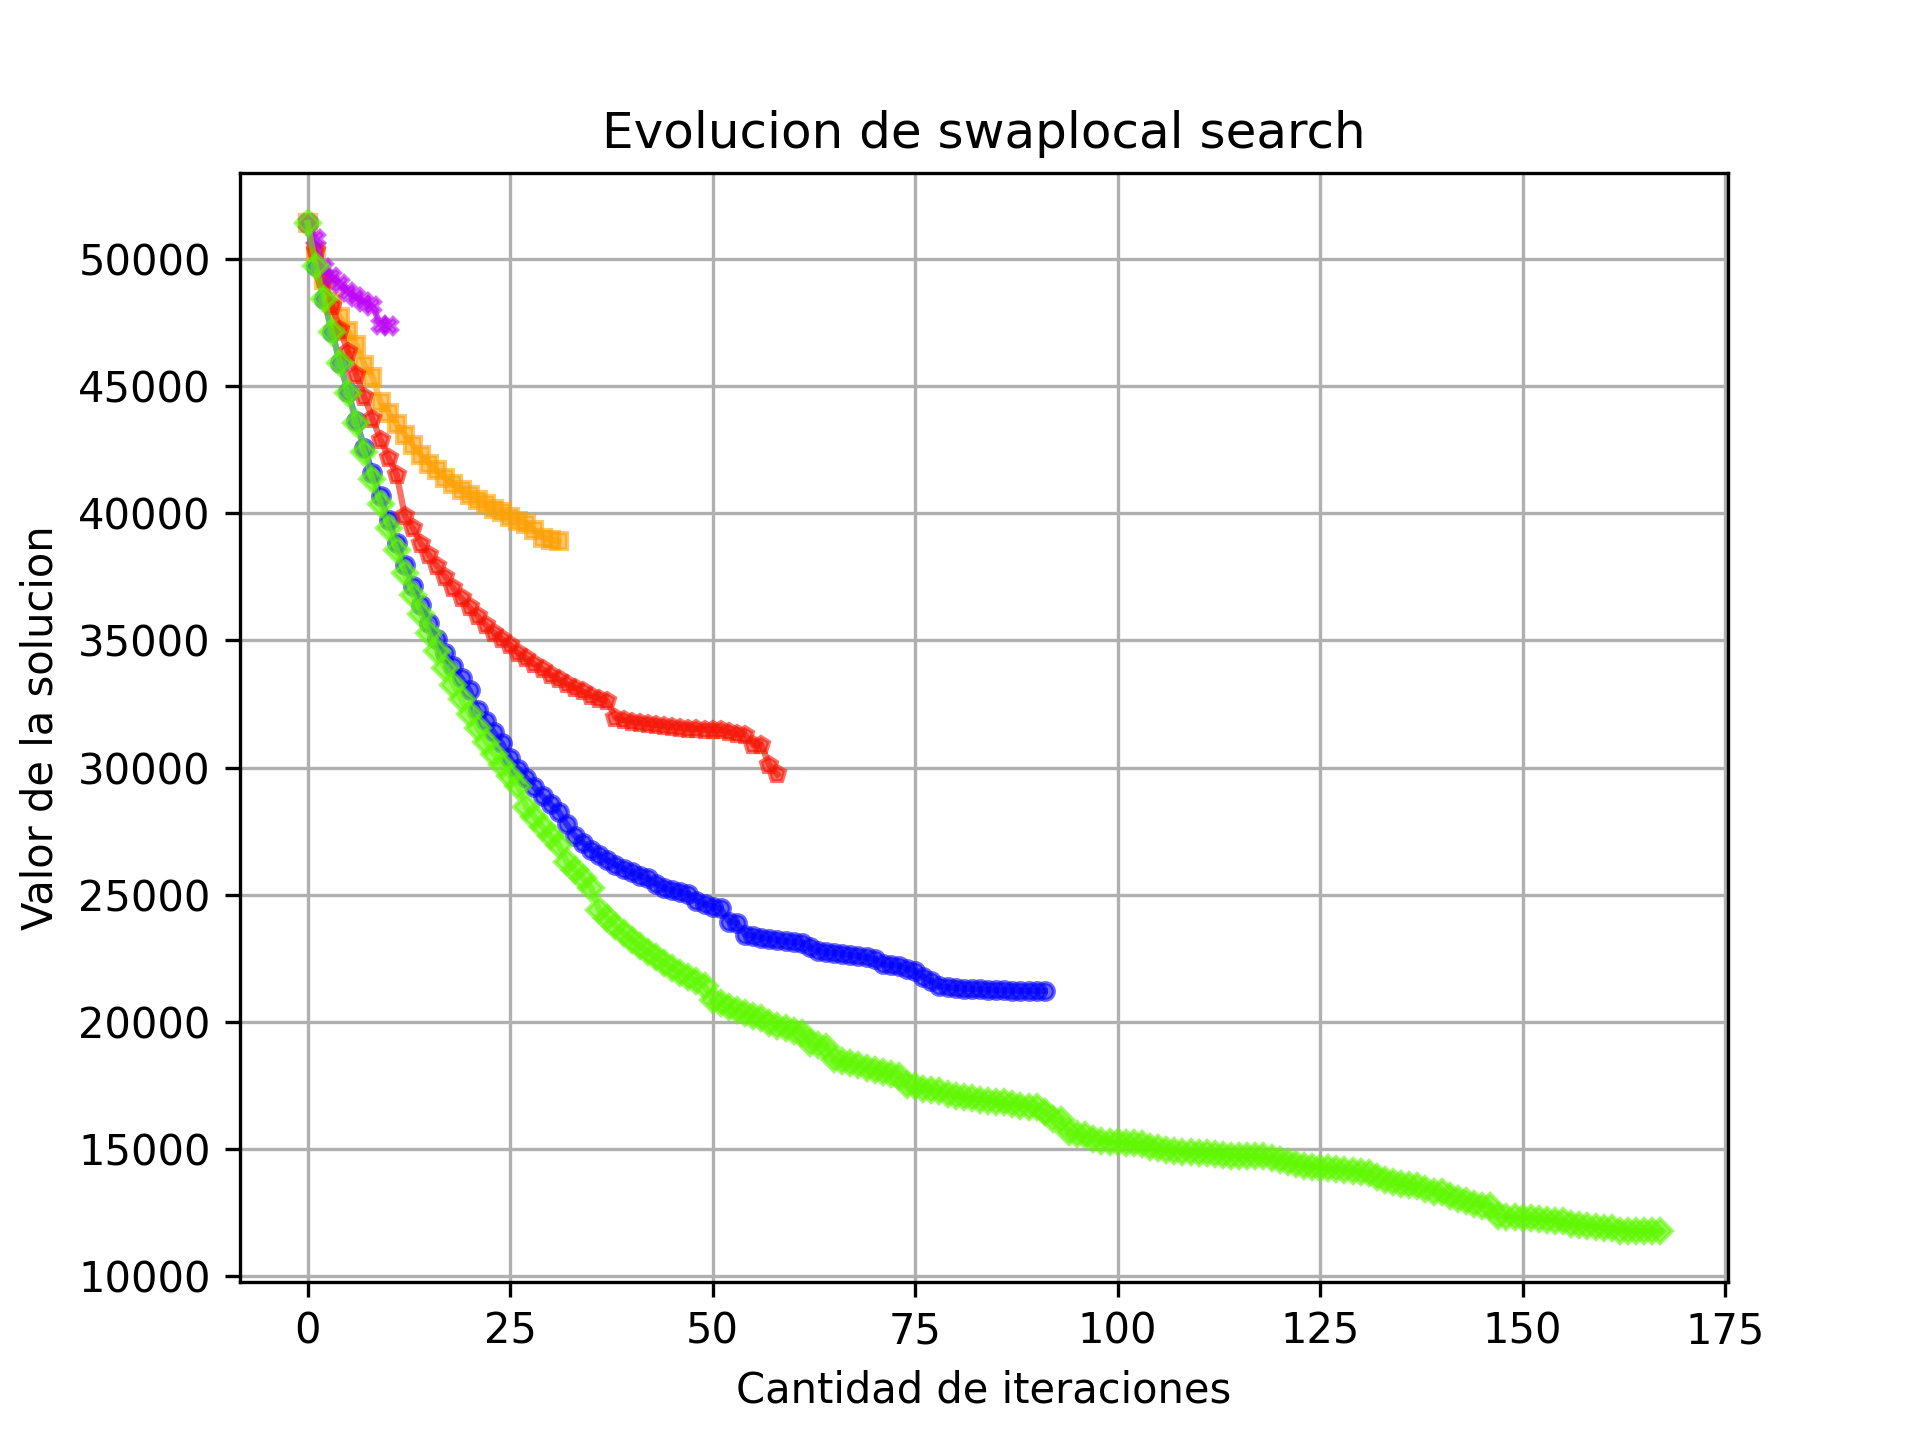 Evolucion de swaplocal search
Valor de la solucion
50000
45000
40000
35000
30000
25000
20000
15000
10000
0 25 50 75 100 125 150 175
Cantidad de iteraciones